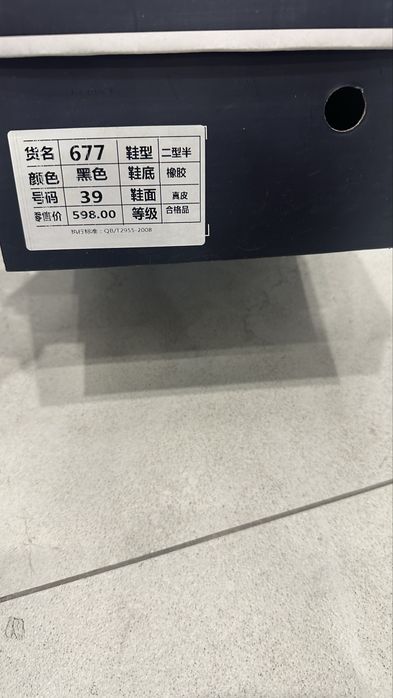 货名 677 鞋型 二型半
颜色 黑色 鞋底 橡胶
号码 39 鞋面 真皮
零售价 598.00 等级 合格品
执行标准：QB/T2955-2008